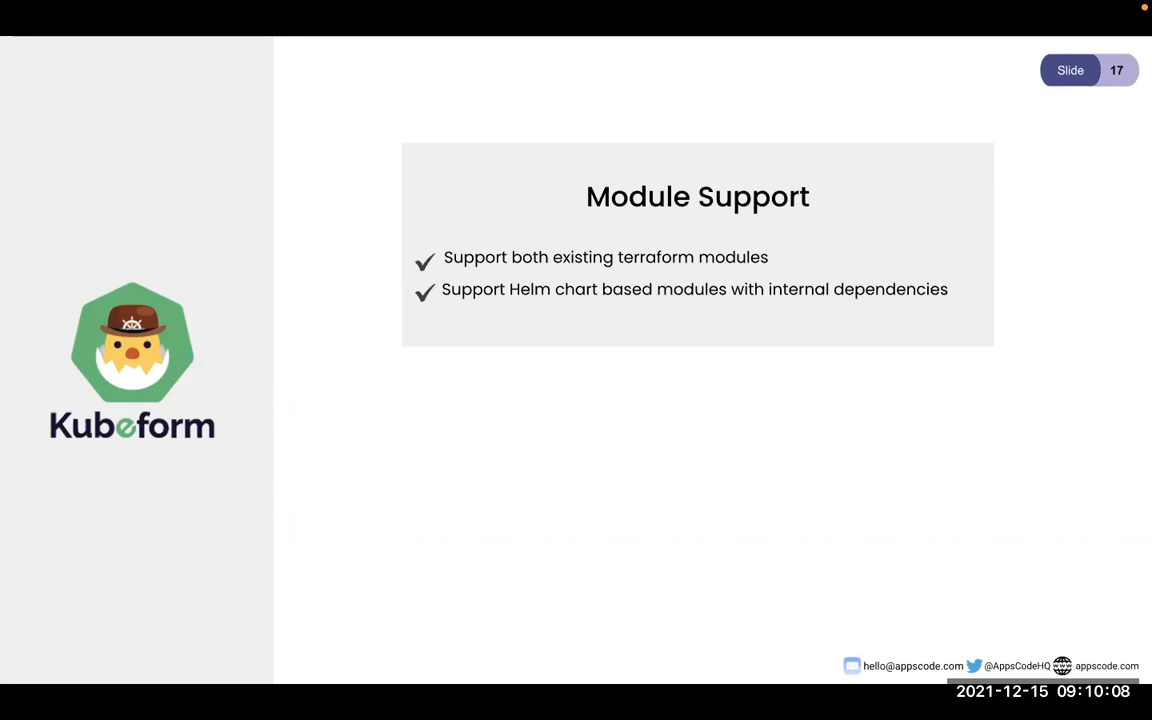 Slide 17
Module Support
Support both existing terraform modules
Support Helm chart based modules with internal dependencies
Kubeform
hello@appscode.com @AppsCodeHQ www appscode.com
2021-12-15 09:10:08